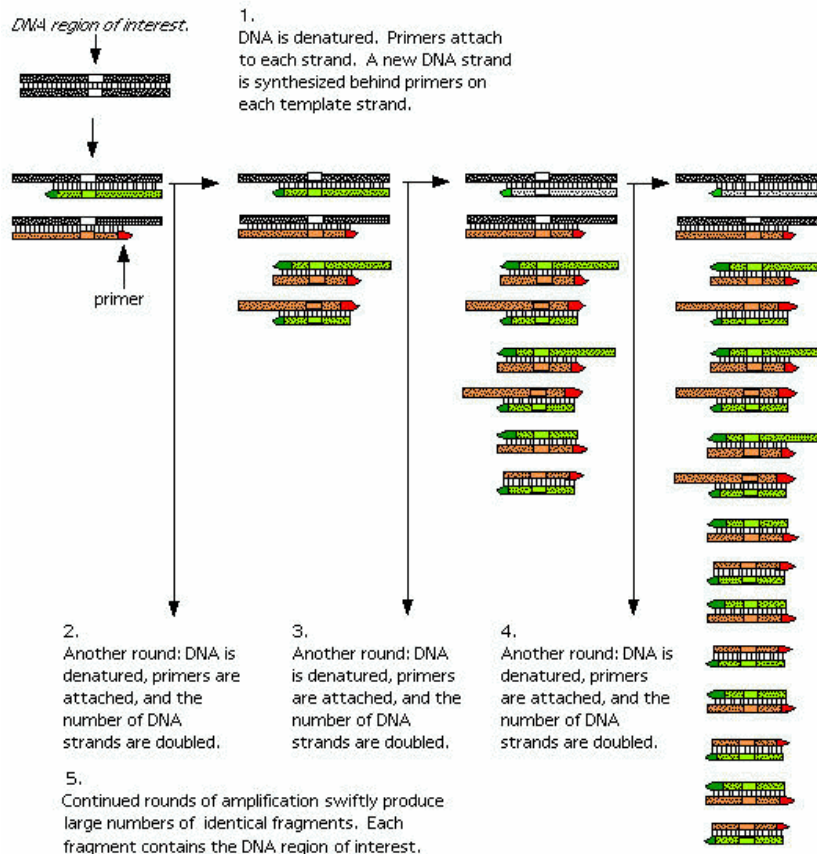 DNA region of interest.
1.
DNA is denatured. Primers attach
to each strand. A new DNA strand
is synthesized behind primers on
each template strand.
primer
2.
Another round: DNA is
denatured, primers are
attached, and the
number of DNA
strands are doubled.
3.
Another round: DNA
is denatured, primers
are attached, and the
number of DNA
strands are doubled.
4.
Another round: DNA is
denatured, primers
are attached, and the
number of DNA
strands are doubled.
5.
Continued rounds of amplification swiftly produce
large numbers of identical fragments. Each
fragment contains the DNA region of interest.